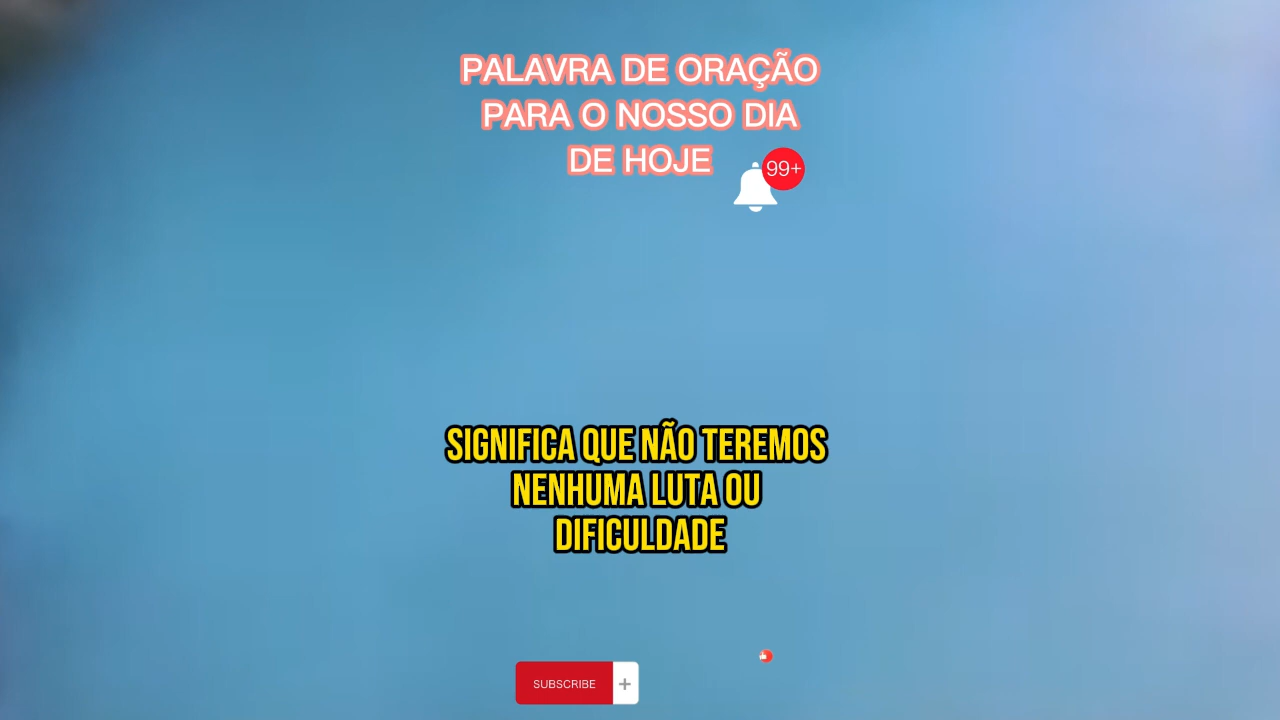 PALAVRA DE ORAÇÃO
PARA O NOSSO DIA
DE HOJE
99+
SIGNIFICA QUE NÃO TEREMOS
NENHUMA LUTA OU
DIFICULDADE
SUBSCRIBE +